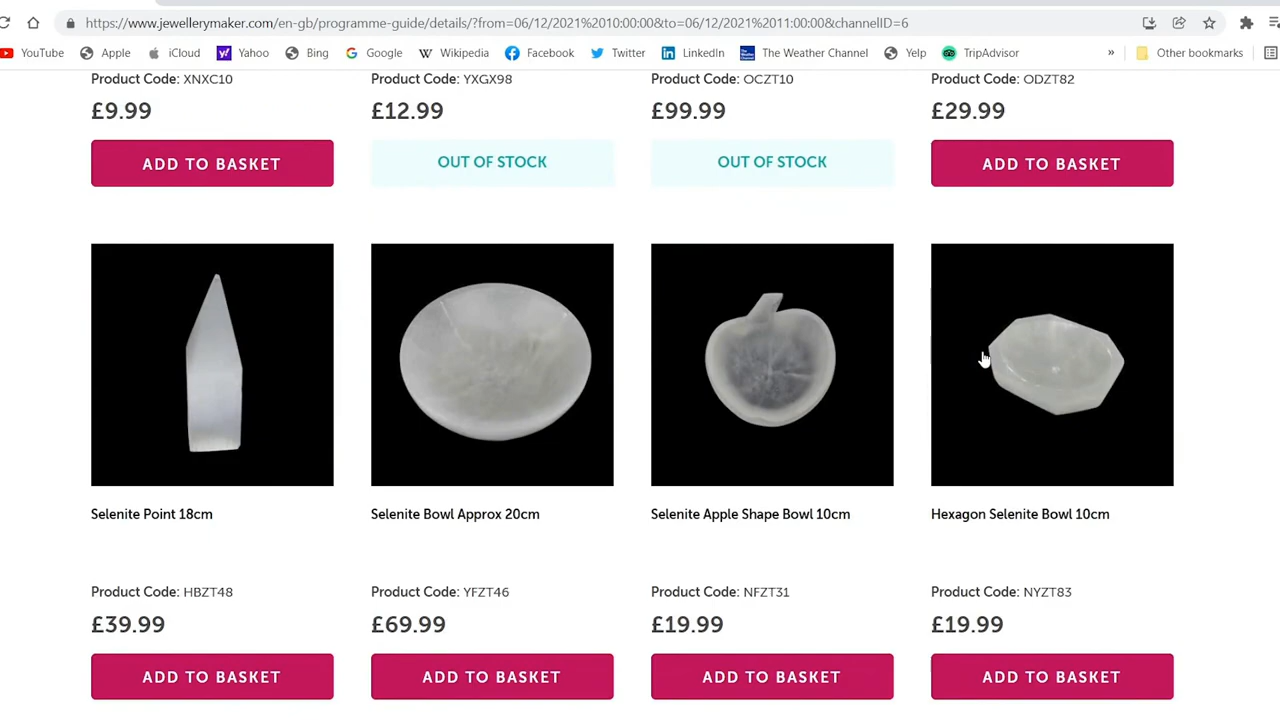 https://www.jewellerymaker.com/en-gb/programme-guide/details/?from=06/12/2021%2010:00:00&to=06/12/2021%2011:00:00&channelID=6
YouTube Apple iCloud Yahoo Bing Google Wikipedia Facebook Twitter LinkedIn The Weather Channel Yelp TripAdvisor » Other bookmarks
Product Code: XNXC10 Product Code: YXGX98 Product Code: OCZT10 Product Code: ODZT82
£9.99 £12.99 £99.99 £29.99
ADD TO BASKET OUT OF STOCK OUT OF STOCK ADD TO BASKET
Selenite Point 18cm Selenite Bowl Approx 20cm Selenite Apple Shape Bowl 10cm Hexagon Selenite Bowl 10cm
Product Code: HBZT48 Product Code: YFZT46 Product Code: NFZT31 Product Code: NYZT83
£39.99 £69.99 £19.99 £19.99
ADD TO BASKET ADD TO BASKET ADD TO BASKET ADD TO BASKET